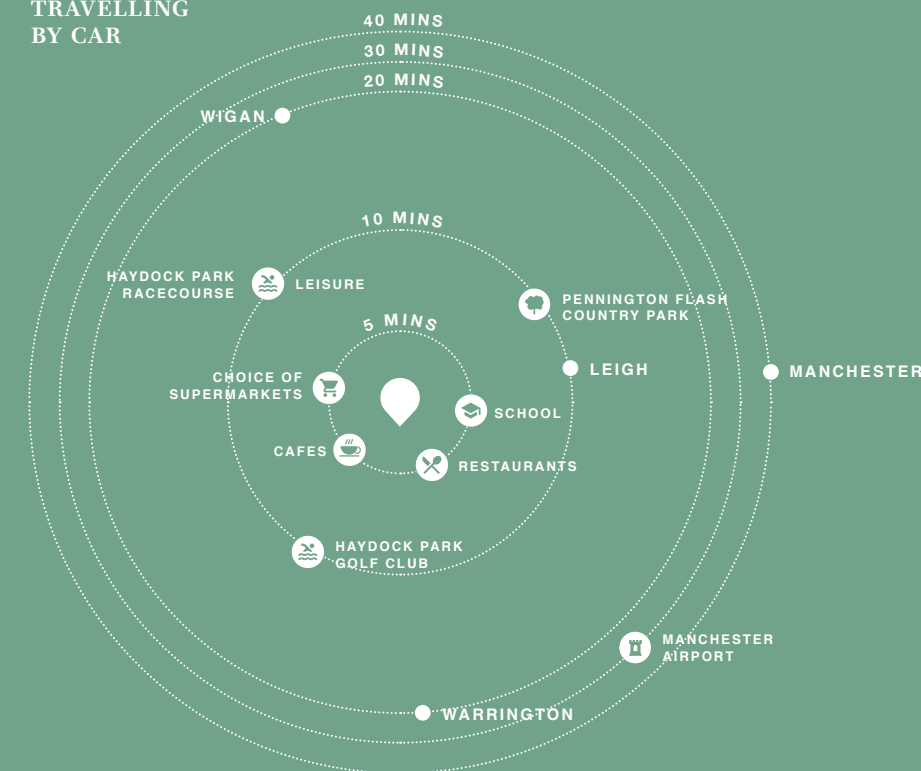 TRAVELLING
BY CAR
40 MINS
30 MINS
20 MINS
WIGAN
10 MINS
HAYDOCK PARK
RACECOURSE
LEISURE
PENNINGTON FLASH
COUNTRY PARK
5 MINS
LEIGH
MANCHESTER
CHOICE OF
SUPERMARKETS
SCHOOL
CAFES
RESTAURANTS
HAYDOCK PARK
GOLF CLUB
MANCHESTER
AIRPORT
WARRINGTON